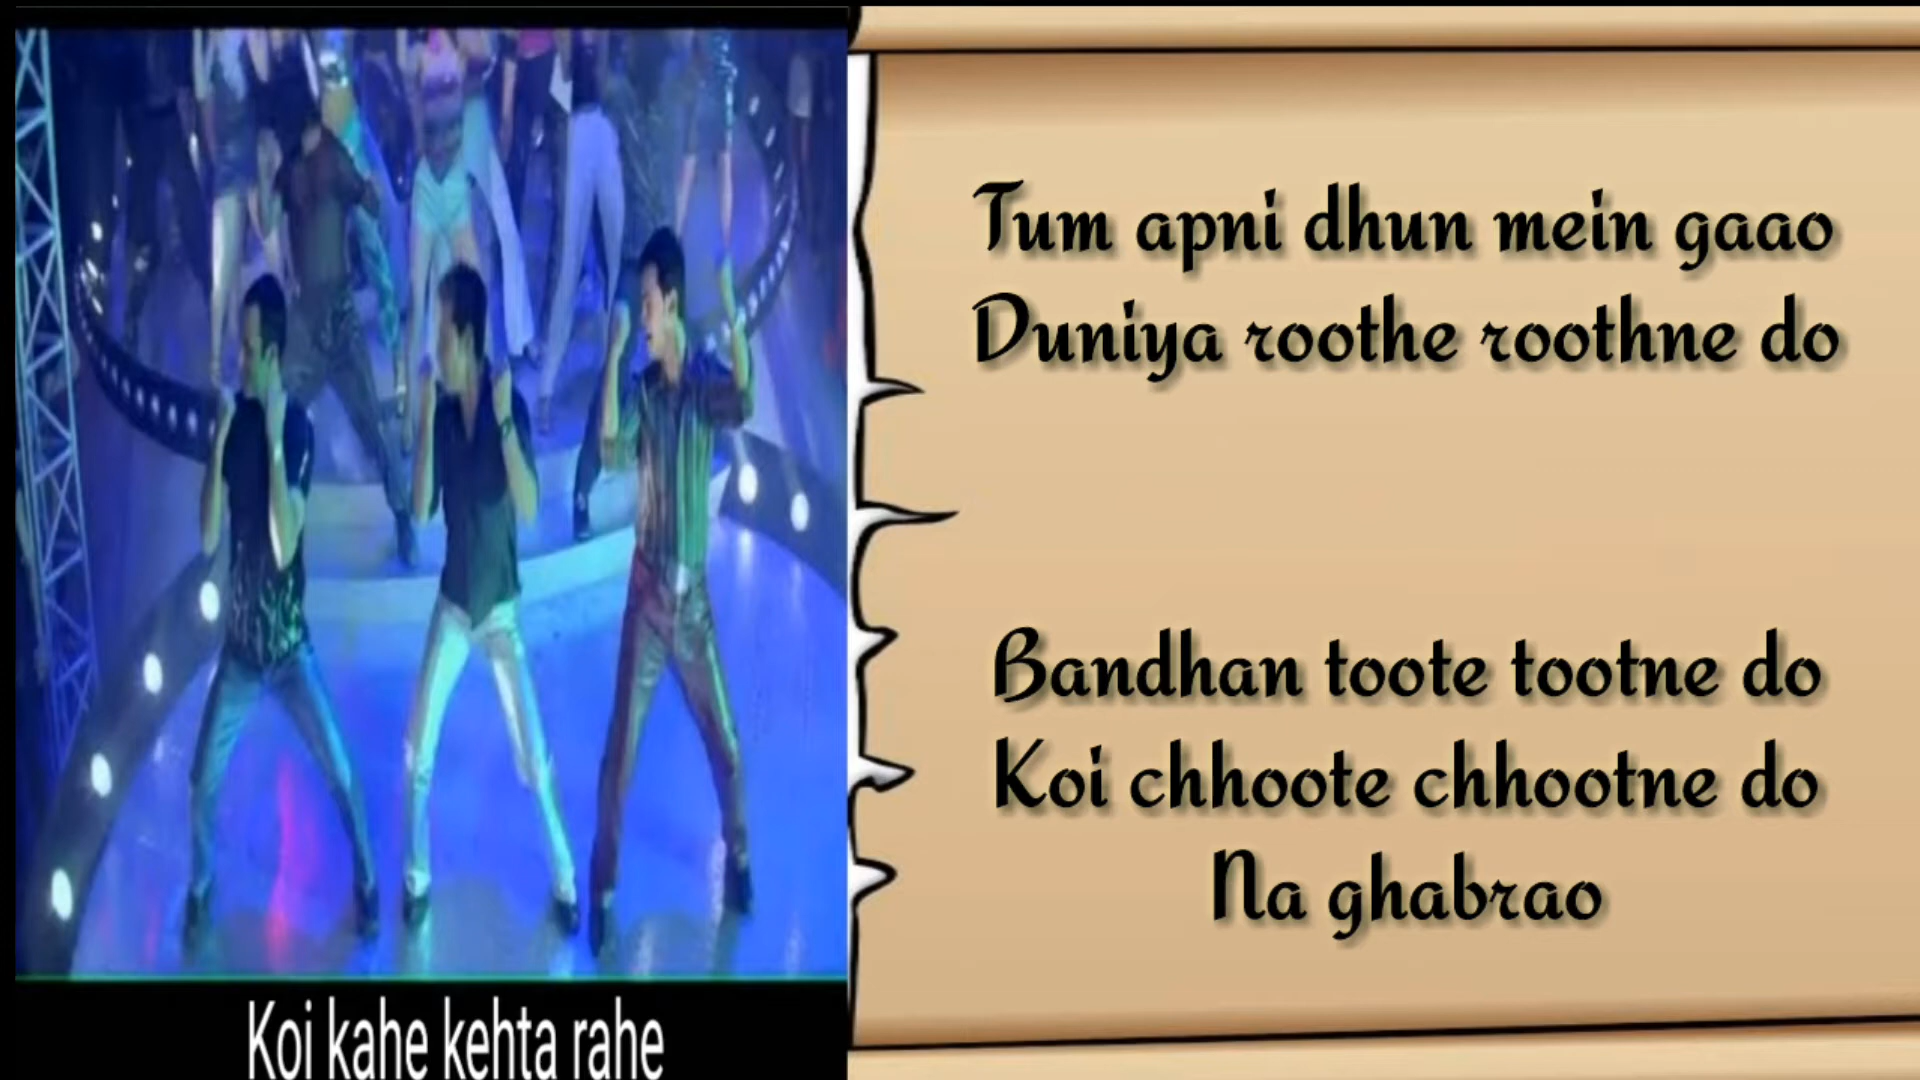 Tum apni dhun mein gaao
Duniya roothe roothne do
Bandhan toote tootne do
Koi chhoote chhootne do
Na ghabrao
Koi kahe kehta rahe